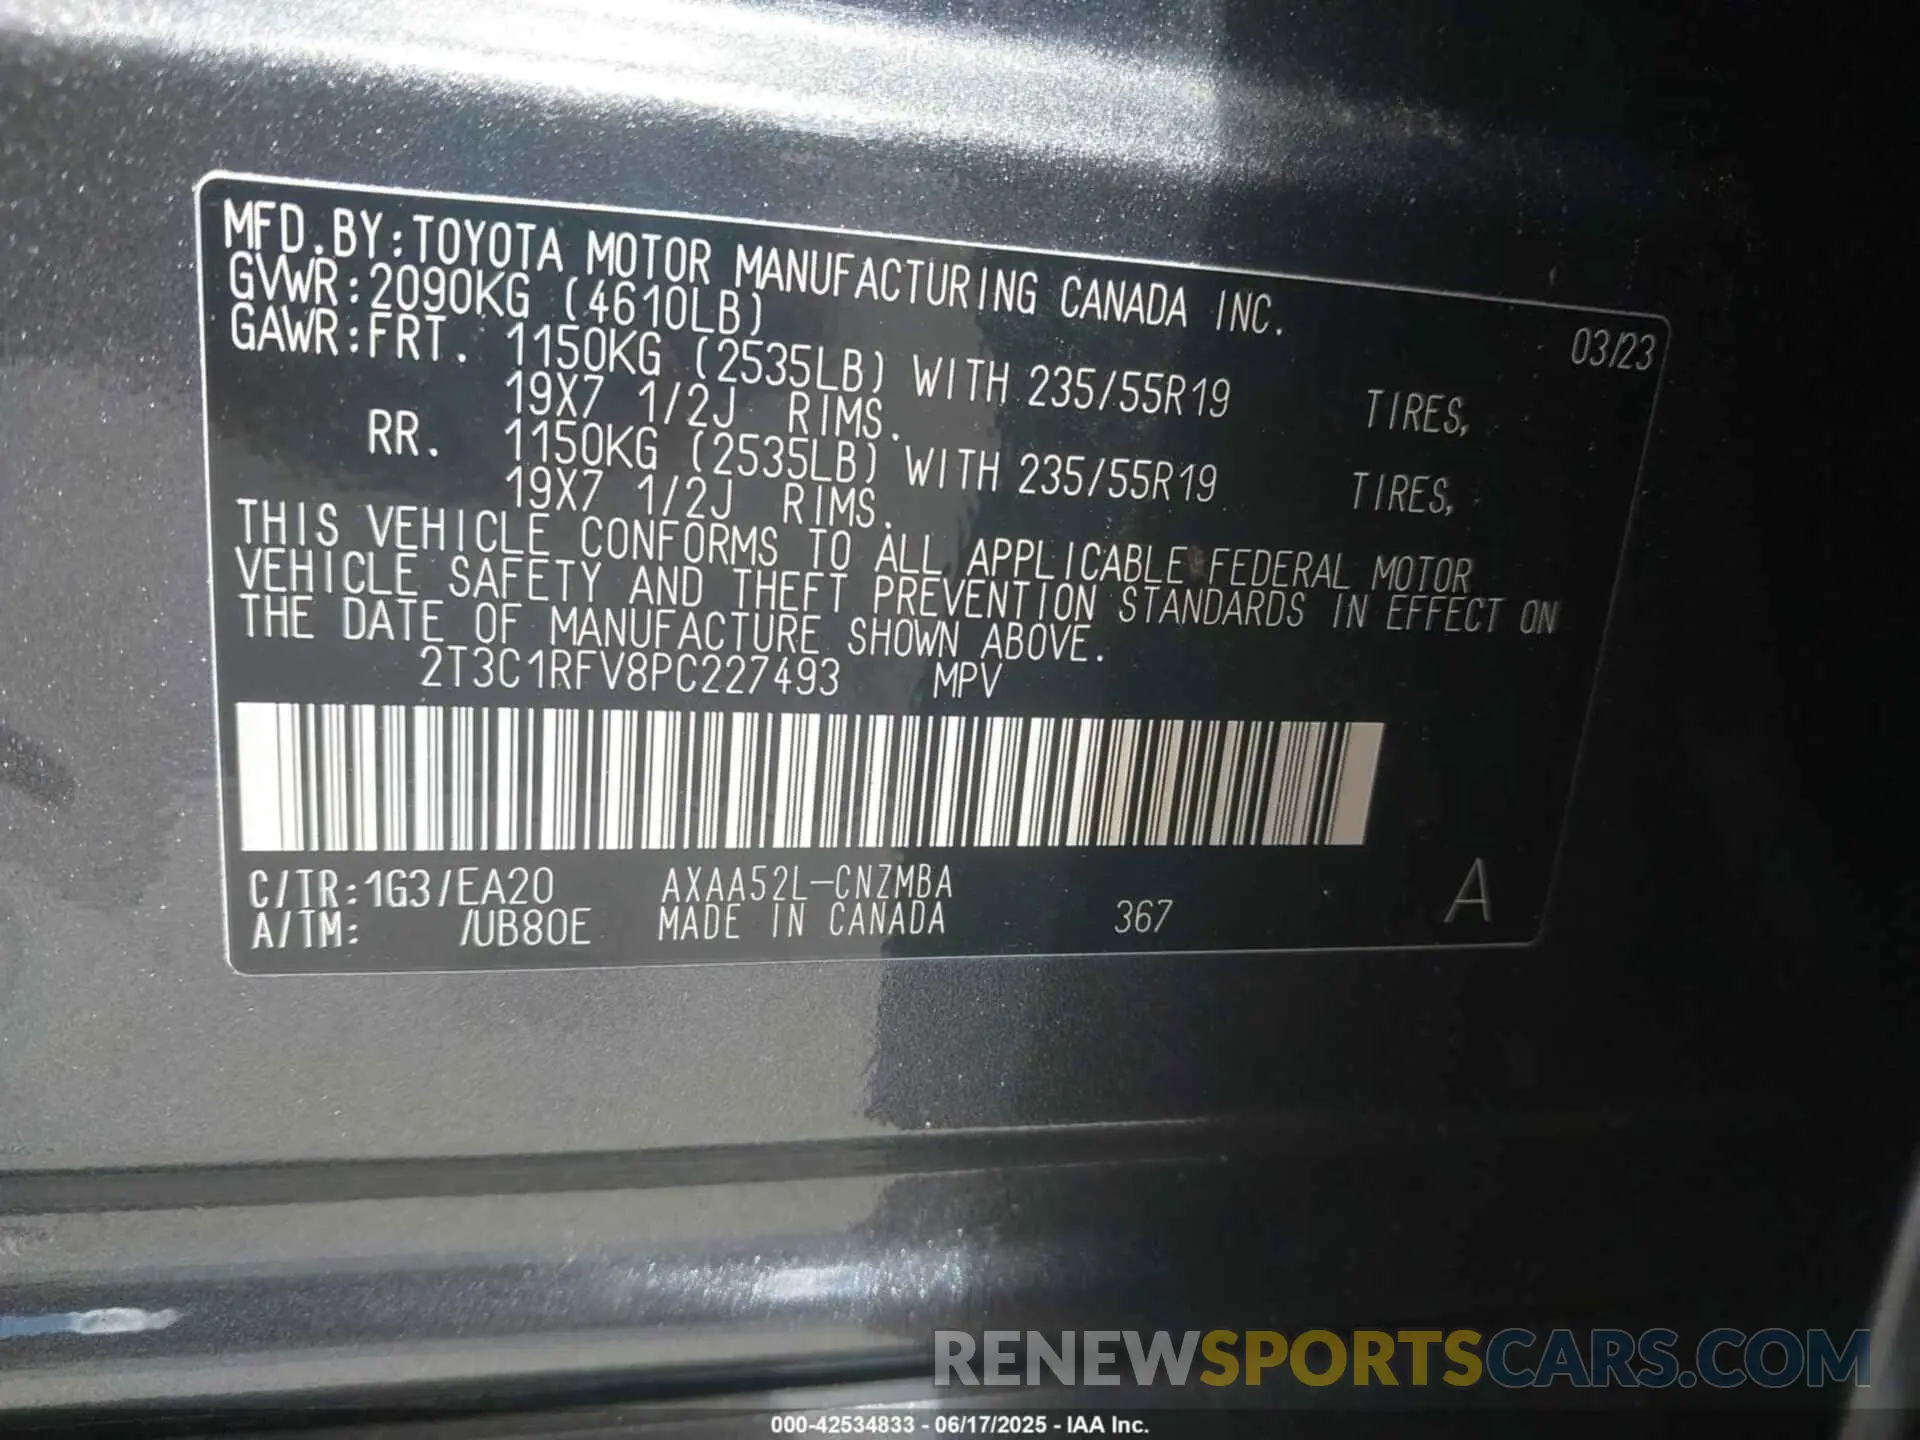 MFD.BY:TOYOTA MOTOR MANUFACTURING CANADA INC.
03/23
GVWR:2090KG (4610LB)
GAWR:FRT. 1150KG (2535LB) WITH 235/55R19 TIRES,
19X7 1/2J RIMS.
RR. 1150KG (2535LB) WITH 235/55R19 TIRES,
19X7 1/2J RIMS.
THIS VEHICLE CONFORMS TO ALL APPLICABLE FEDERAL MOTOR
VEHICLE SAFETY AND THEFT PREVENTION STANDARDS IN EFFECT ON
THE DATE OF MANUFACTURE SHOWN ABOVE.
2T3C1RFV8PC227493 MPV
C/TR:1G3/EA20 AXAA52L-CNZMBA
A/TM: /UB80E MADE IN CANADA 367 A
RENEWSPORTSCARS.COM
000-42534833 - 06/17/2025 - IAA Inc.